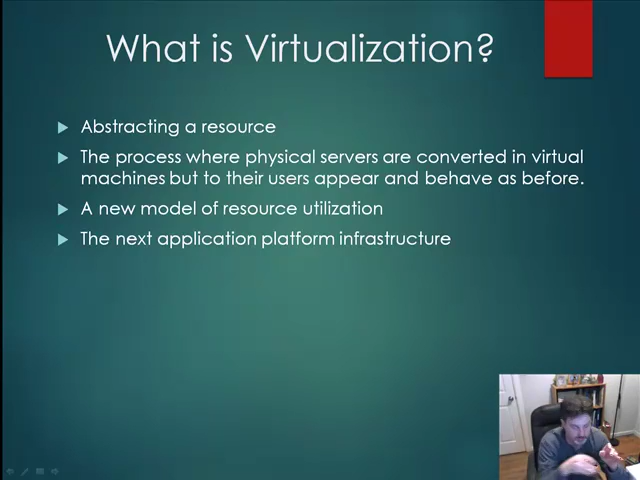 What is Virtualization?
Abstracting a resource
The process where physical servers are converted in virtual
machines but to their users appear and behave as before.
A new model of resource utilization
The next application platform infrastructure